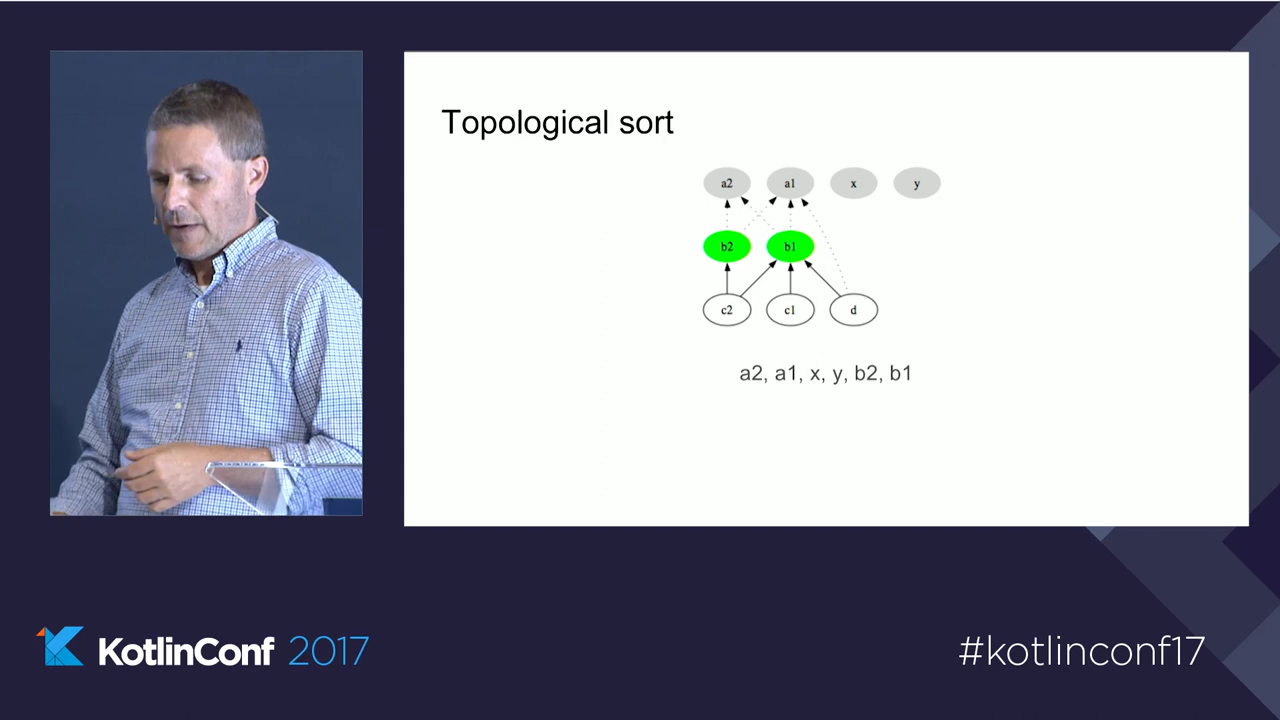 Topological sort
a2 a1 x y
b2 b1
c2 c1 d
a2, a1, x, y, b2, b1
KotlinConf 2017
#kotlinconf17